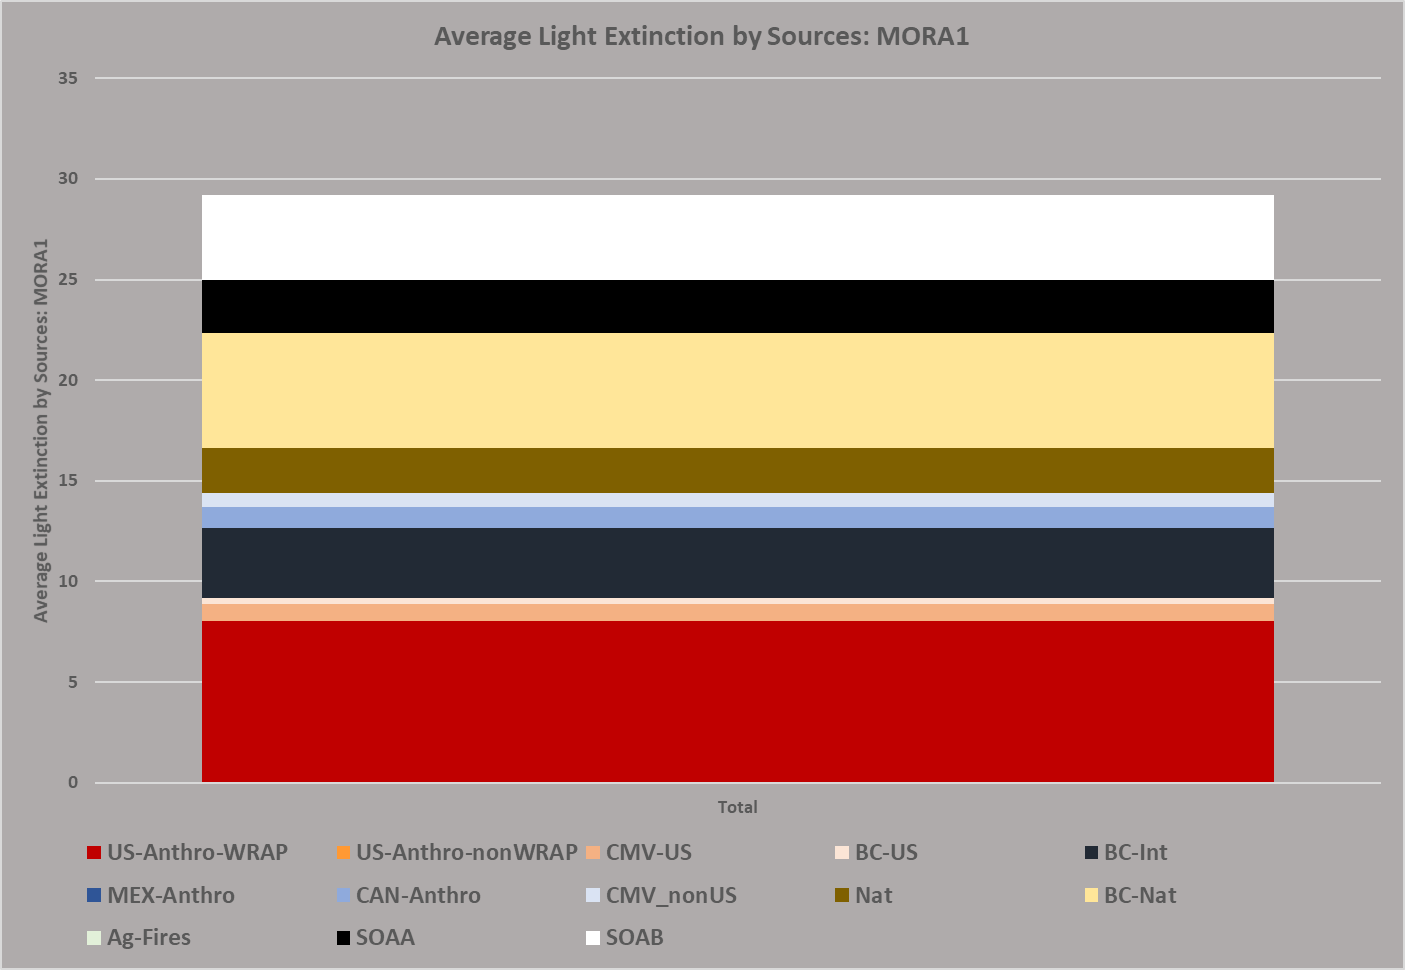 Average Light Extinction by Sources: MORA1
Average Light Extinction by Sources: MORA1
35
30
25
20
15
10
5
0
Total
US-Anthro-WRAP US-Anthro-nonWRAP CMV-US BC-US BC-Int
MEX-Anthro CAN-Anthro CMV_nonUS Nat BC-Nat
Ag-Fires SOAA SOAB